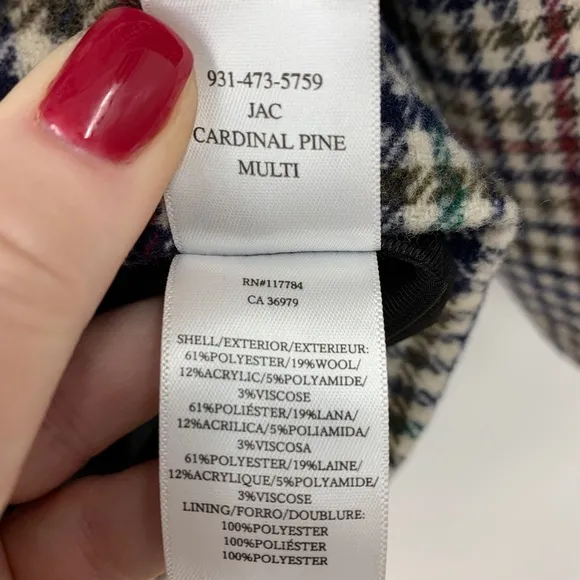 931-473-5759
JAC
CARDINAL PINE
MULTI
RN#117784
CA 36979
SHELL/EXTERIOR/EXTERIEUR:
61%POLYESTER/19%WOOL/
12%ACRYLIC/5%POLYAMIDE/
3%VISCOSE
61%POLIÉSTER/19%LANA/
12%ACRILICA/5%POLIAMIDA/
3%VISCOSA
61%POLYESTER/19%LAINE/
12%ACRYLIQUE/5%POLYAMIDE/
3%VISCOSE
LINING/FORRO/DOUBLURE:
100%POLYESTER
100%POLIÉSTER
100%POLYESTER